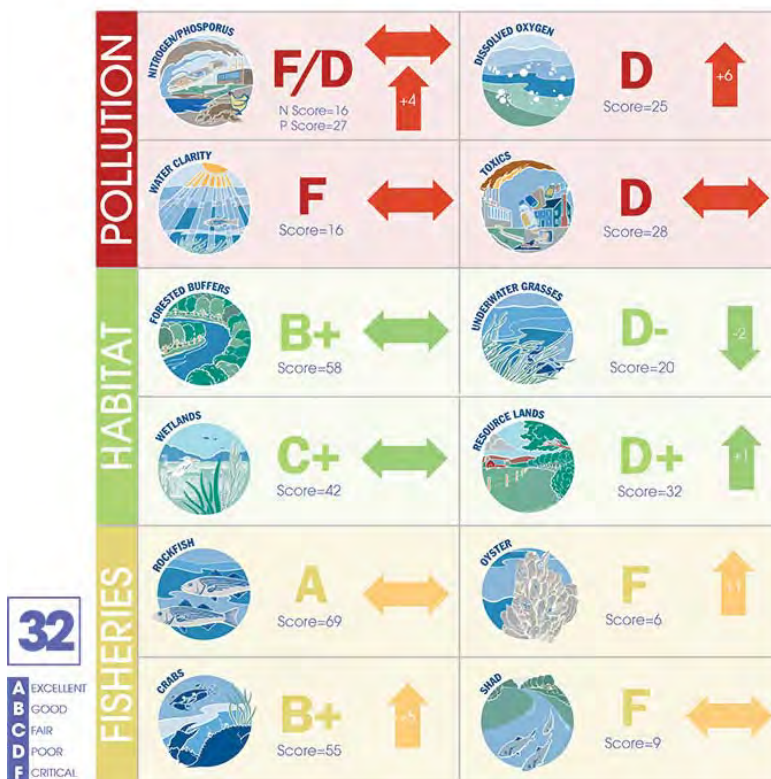 POLLUTION
NITROGEN/PHOSPORUS
F/D
N Score=16
P Score=27
+4
DISSOLVED OXYGEN
D
Score=25
+6
WATER CLARITY
F
Score=16
TOXICS
D
Score=28
HABITAT
FORESTED BUFFERS
B+
Score=58
UNDERWATER GRASSES
D-
Score=20
-2
WETLANDS
C+
Score=42
RESOURCE LANDS
D+
Score=32
+1
FISHERIES
ROCKFISH
A
Score=69
OYSTER
F
Score=6
+1
CRABS
B+
Score=55
+5
SHAD
F
Score=9
32
A EXCELLENT
B GOOD
C FAIR
D POOR
F CRITICAL